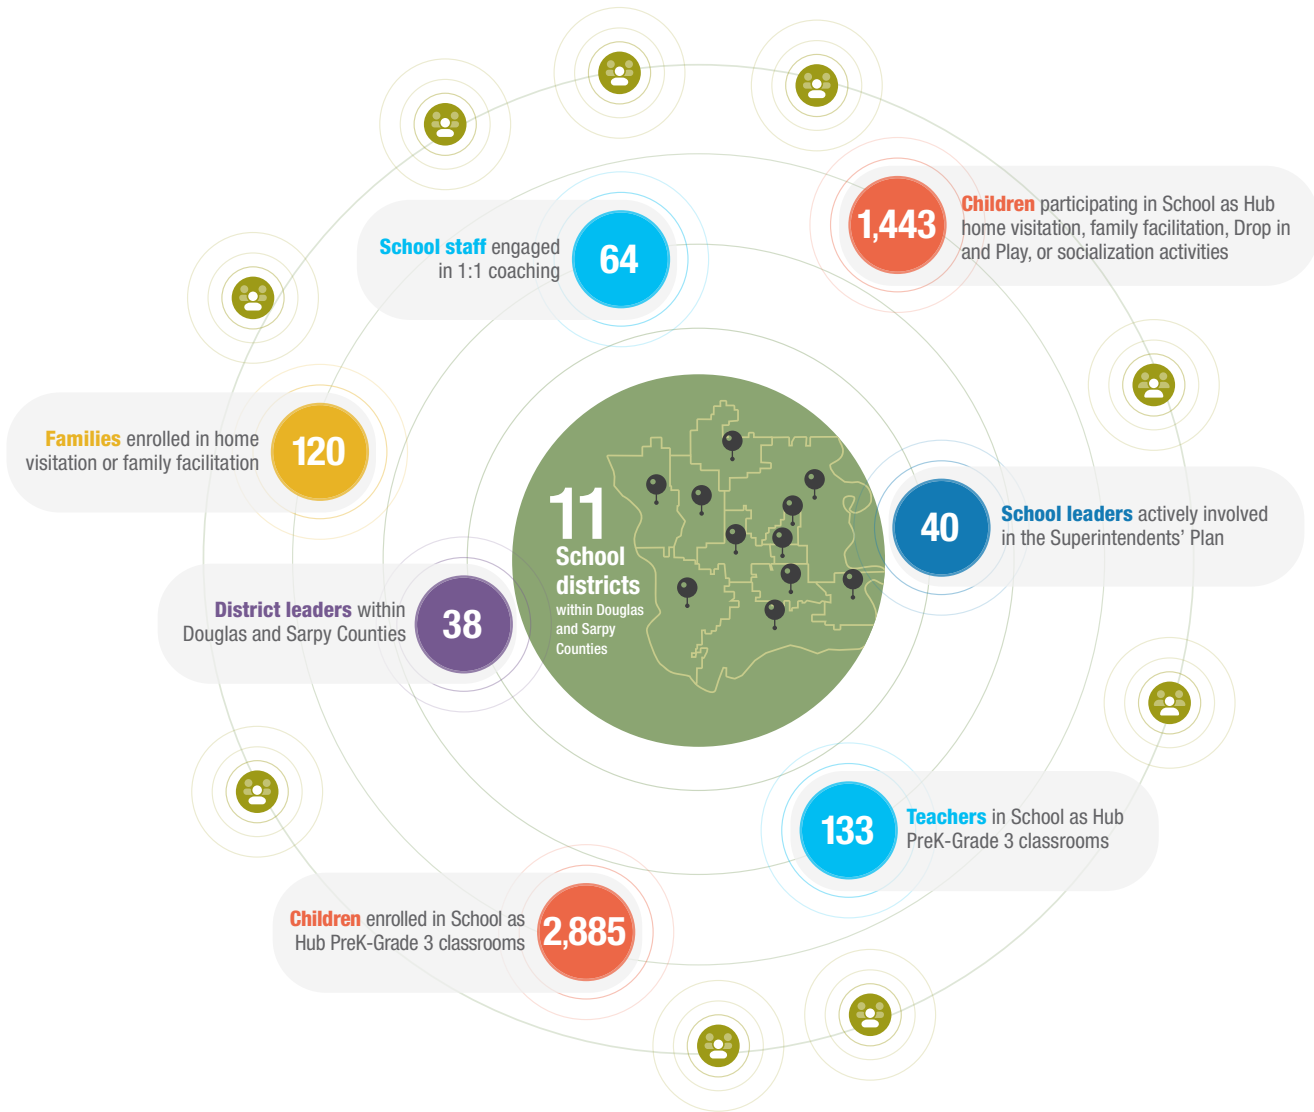 1,443
Children participating in School as Hub
home visitation, family facilitation, Drop in
and Play, or socialization activities
School staff engaged
in 1:1 coaching
64
Families enrolled in home
visitation or family facilitation
120
11
School
districts
within Douglas
and Sarpy
Counties
40
School leaders actively involved
in the Superintendents’ Plan
District leaders within
Douglas and Sarpy Counties
38
133
Teachers in School as Hub
PreK-Grade 3 classrooms
Children enrolled in School as
Hub PreK-Grade 3 classrooms
2,885